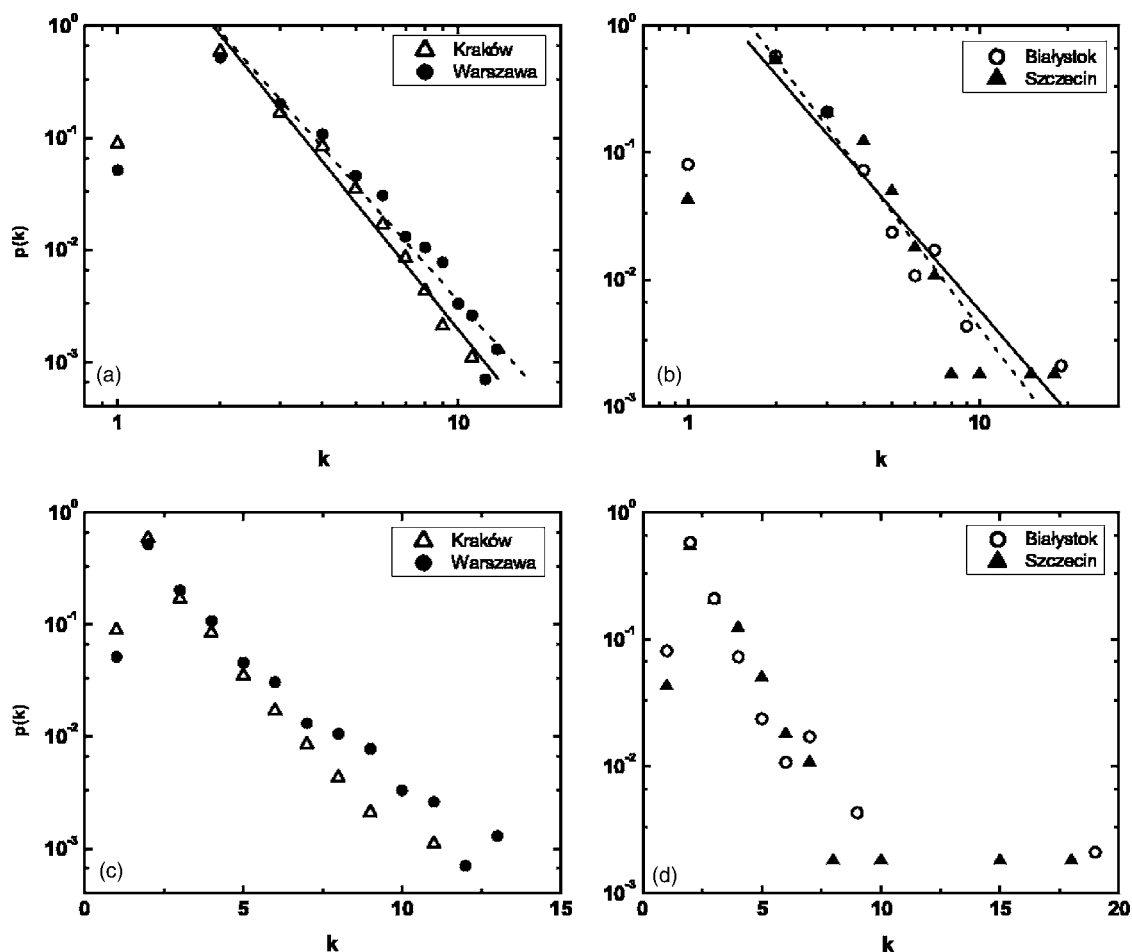 10⁰
10⁻¹
10⁻²
10⁻³
p(k)
Kraków
Warszawa
(a)
1
10
k
10⁰
10⁻¹
10⁻²
10⁻³
Białystok
Szczecin
(b)
1
10
k
10⁰
10⁻¹
10⁻²
10⁻³
p(k)
Kraków
Warszawa
(c)
0
5
10
15
k
10⁰
10⁻¹
10⁻²
10⁻³
Białystok
Szczecin
(d)
0
5
10
15
20
k